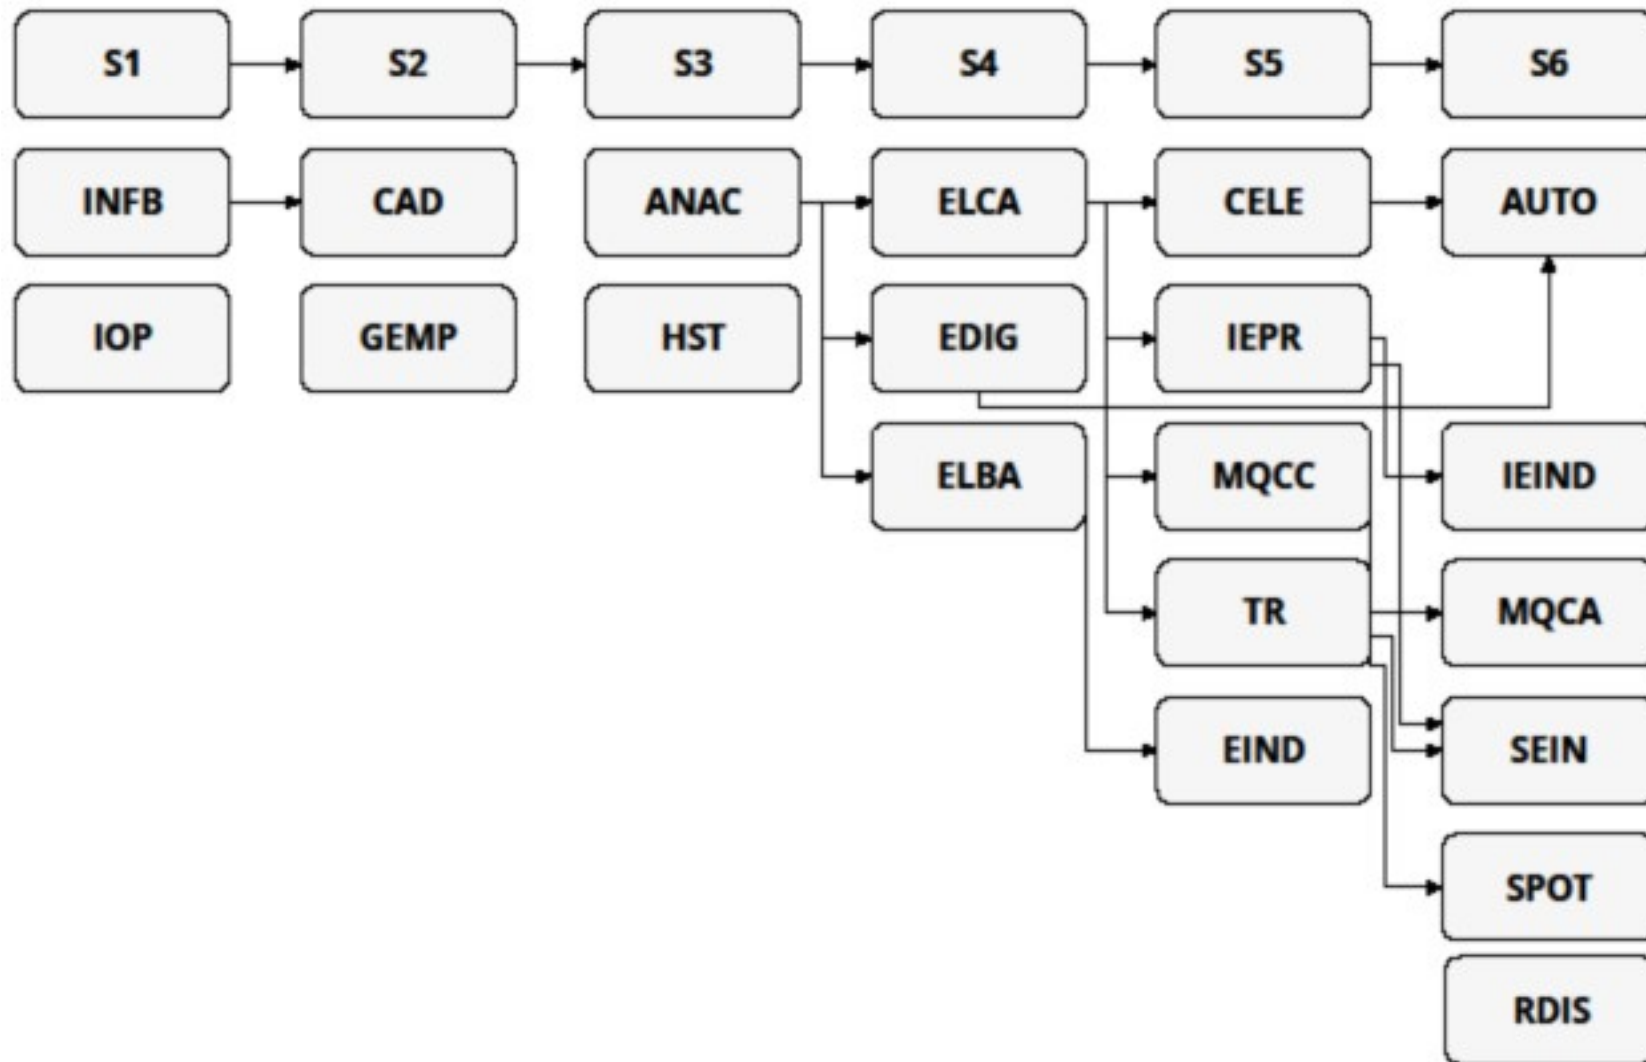 S1 S2 S3 S4 S5 S6
INFB CAD ANAC ELCA CELE AUTO
IOP GEMP HST EDIG IEPR
ELBA MQCC IEIND
TR MQCA
EIND SEIN
SPOT
RDIS